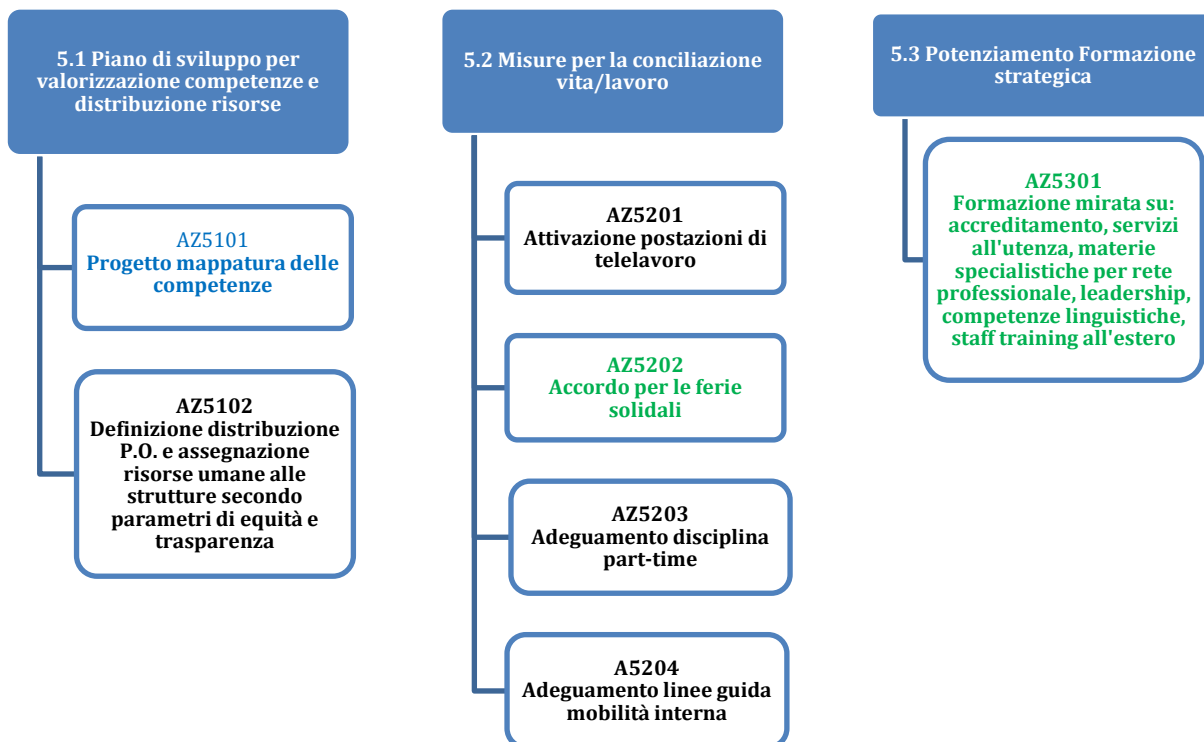 5.1 Piano di sviluppo per
valorizzazione competenze e
distribuzione risorse
AZ5101
Progetto mappatura delle
competenze
AZ5102
Definizione distribuzione
P.O. e assegnazione
risorse umane alle
strutture secondo
parametri di equità e
trasparenza
5.2 Misure per la conciliazione
vita/lavoro
AZ5201
Attivazione postazioni di
telelavoro
AZ5202
Accordo per le ferie
solidali
AZ5203
Adeguamento disciplina
part-time
A5204
Adeguamento linee guida
mobilità interna
5.3 Potenziamento Formazione
strategica
AZ5301
Formazione mirata su:
accreditamento, servizi
all'utenza, materie
specialistiche per rete
professionale, leadership,
competenze linguistiche,
staff training all'estero